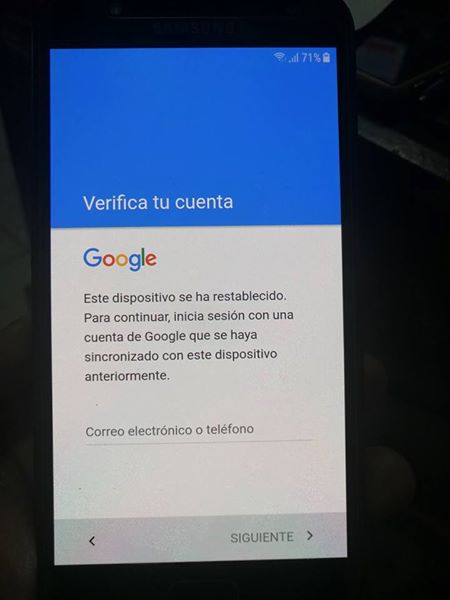 SAMSUNG
71%
Verifica tu cuenta
Google
Este dispositivo se ha restablecido.
Para continuar, inicia sesión con una
cuenta de Google que se haya
sincronizado con este dispositivo
anteriormente.
Correo electrónico o teléfono
SIGUIENTE